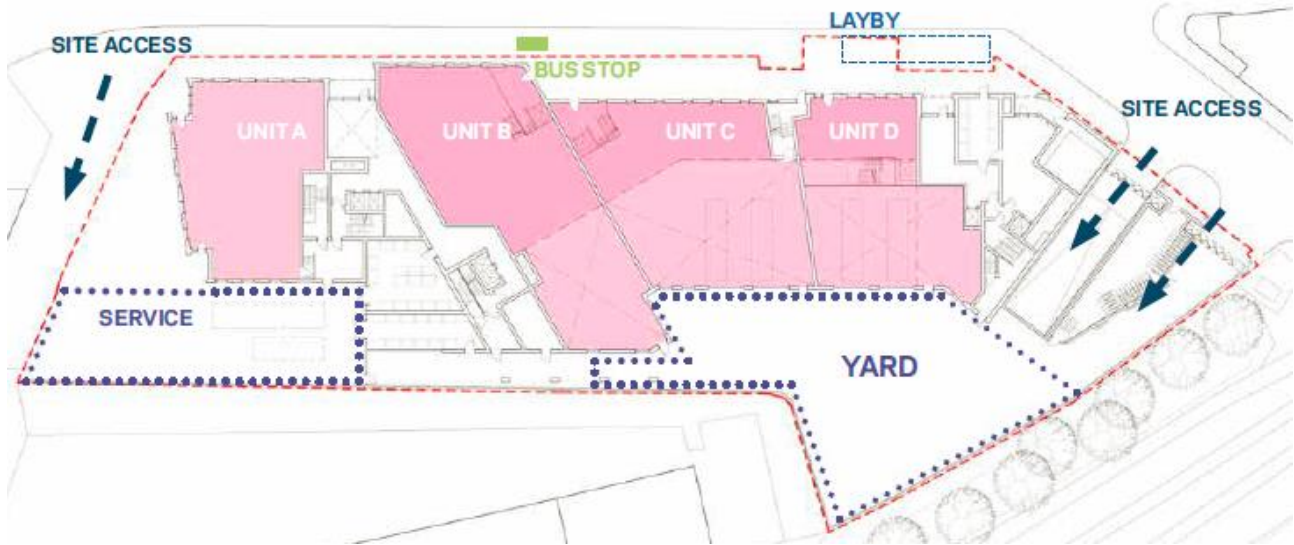 LAYBY
SITE ACCESS
BUS STOP
SITE ACCESS
UNIT A
UNIT B
UNIT C
UNIT D
SERVICE
YARD